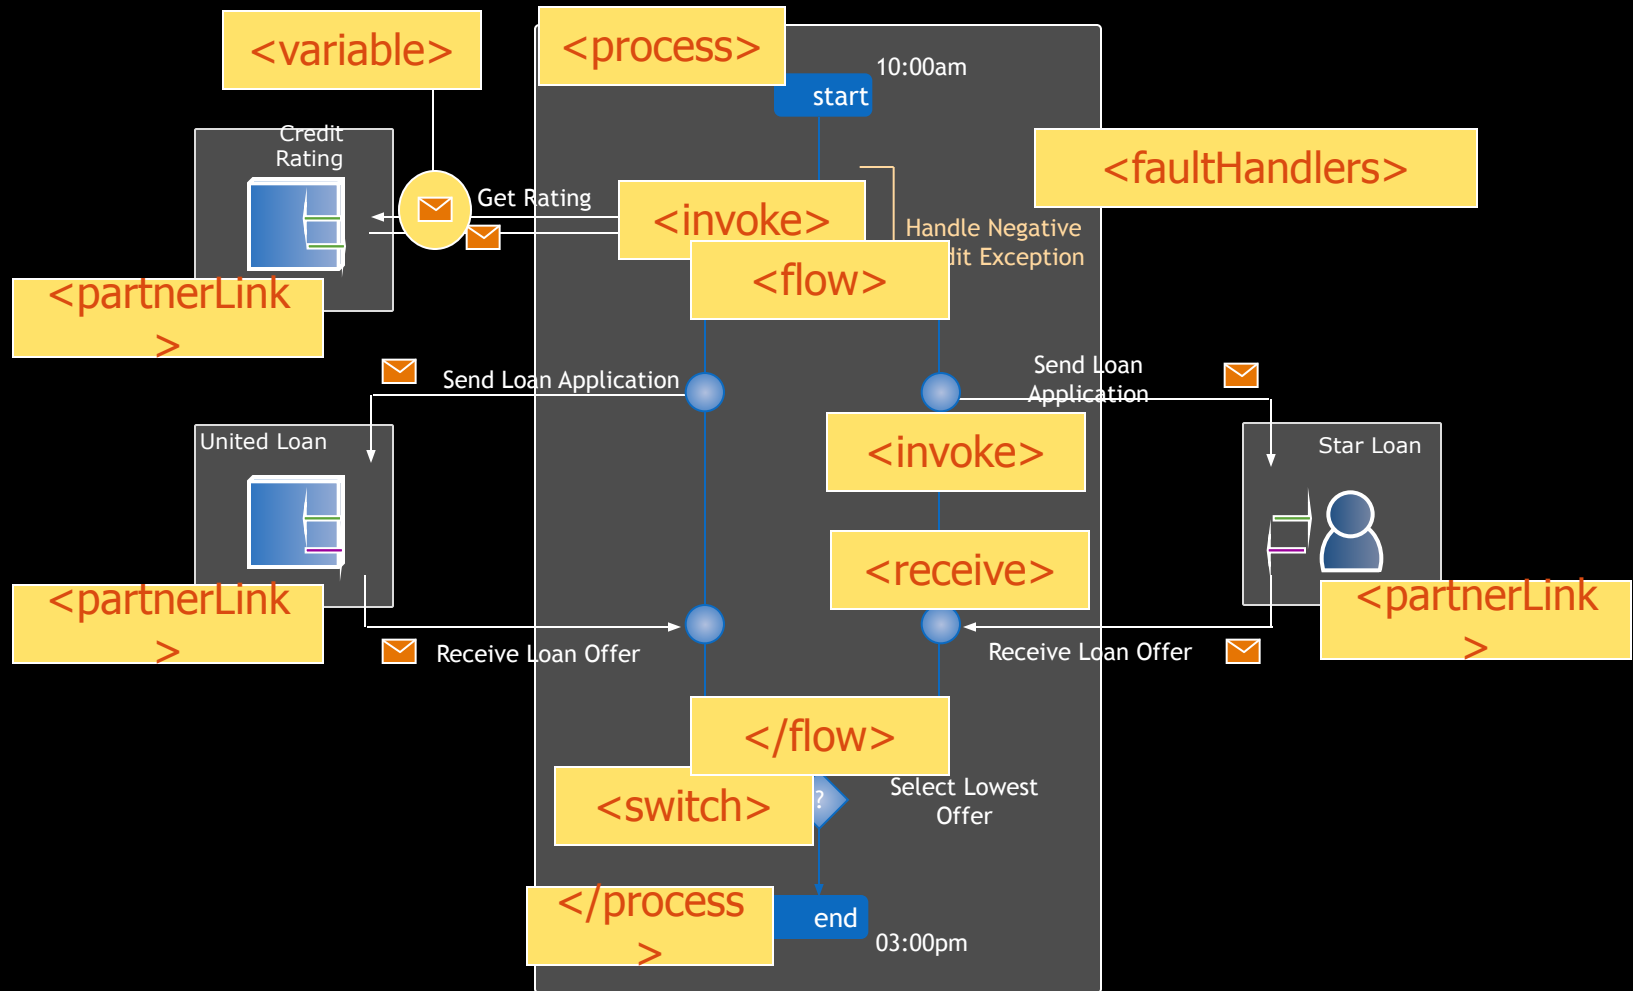 <variable>
<process>
10:00am
start
Credit
Rating
<faultHandlers>
Get Rating
<invoke>
Handle Negative
dit Exception
<flow>
<partnerLink
>
Send Loan Application
Send Loan
Application
United Loan
<invoke>
Star Loan
<receive>
<partnerLink
>
<partnerLink
>
Receive Loan Offer
Receive Loan Offer
</flow>
<switch>
?
Select Lowest
Offer
</process
>
end
03:00pm